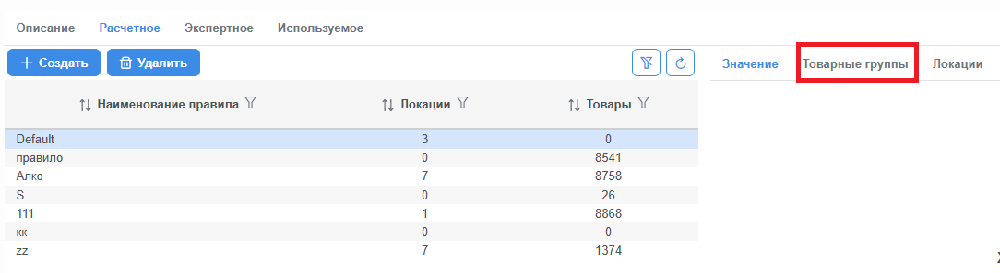 Описание Расчетное Экспертное Используемое
Создать Удалить
Значение Товарные группы Локации
Наименование правила Локации Товары
Default 3 0
правило 0 8541
Алко 7 8758
S 0 26
111 1 8868
кк 0 0
zz 7 1374